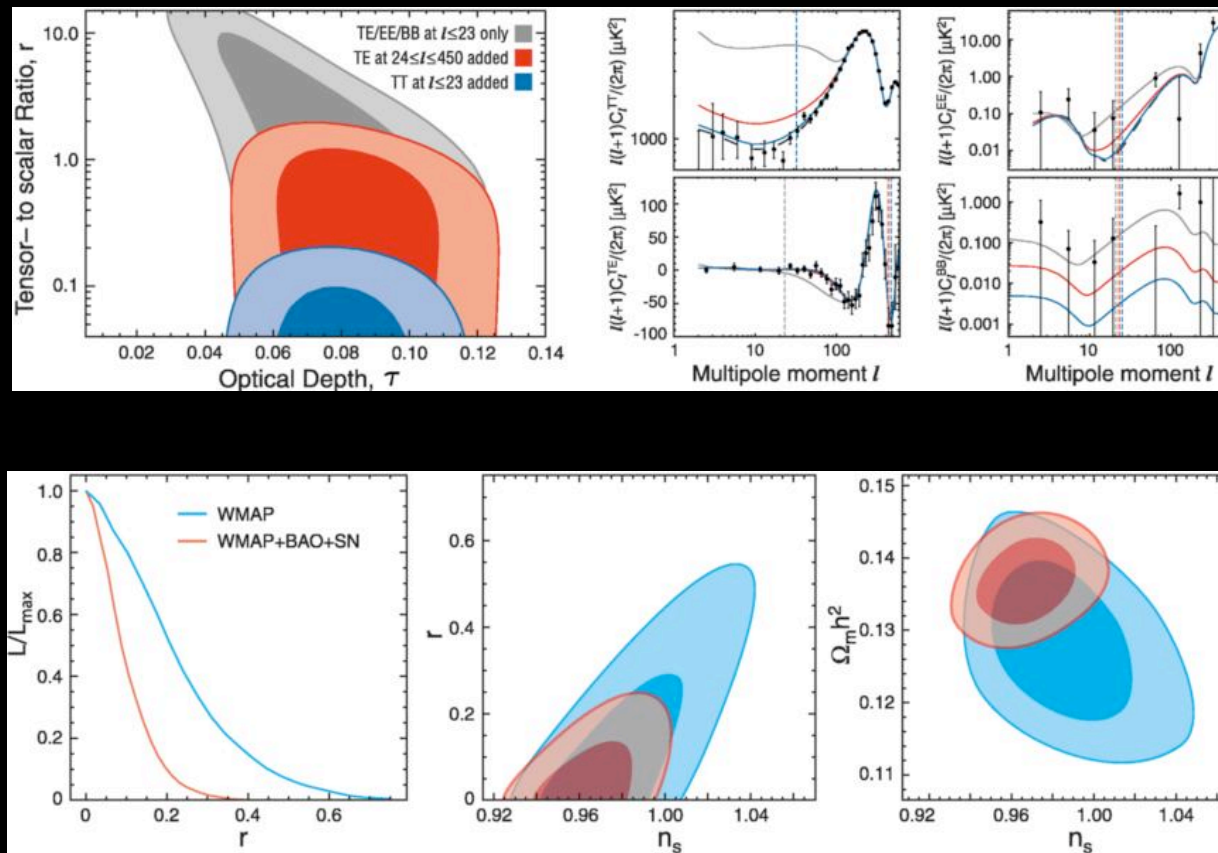 Tensor– to scalar Ratio, r
10.0
1.0
0.1
TE/EE/BB at l≤23 only
TE at 24≤l≤450 added
TT at l≤23 added
0.02 0.04 0.06 0.08 0.10 0.12 0.14
Optical Depth, τ
l(l+1)C_l^TT/(2π) [μK²]
1000
l(l+1)C_l^TE/(2π) [μK²]
100
50
0
-50
-100
1 10 100
Multipole moment l
l(l+1)C_l^EE/(2π) [μK²]
10.00
1.00
0.10
0.01
l(l+1)C_l^BB/(2π) [μK²]
1.000
0.100
0.010
0.001
1 10 100
Multipole moment l
L/L_max
1.0
0.8
0.6
0.4
0.2
0
WMAP
WMAP+BAO+SN
0 0.2 0.4 0.6
r
r
0.6
0.4
0.2
0
0.92 0.96 1.00 1.04
n_s
Ω_m h²
0.15
0.14
0.13
0.12
0.11
0.92 0.96 1.00 1.04
n_s